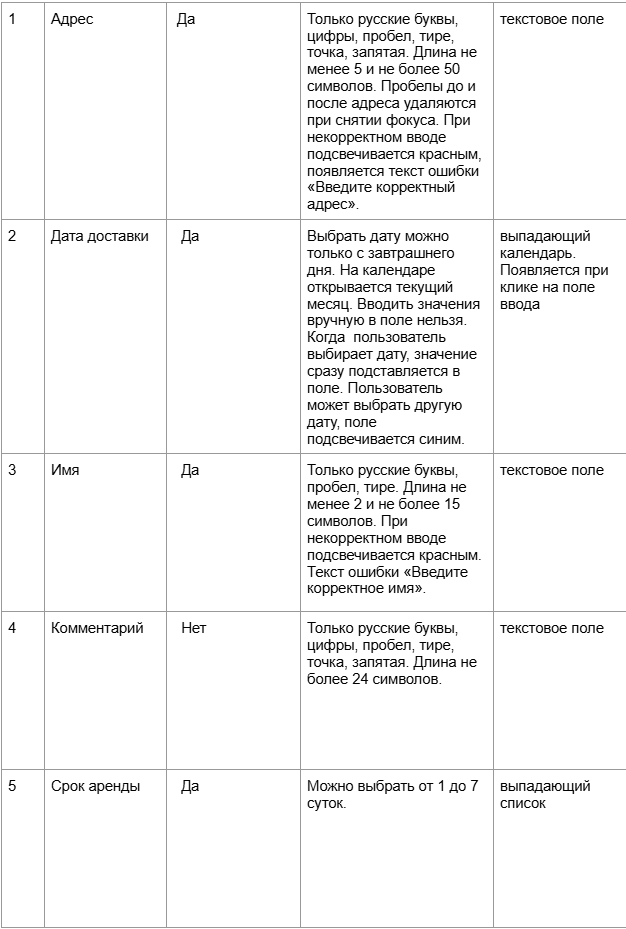 1
Адрес
Да
Только русские буквы,
цифры, пробел, тире,
точка, запятая. Длина не
менее 5 и не более 50
символов. Пробелы до и
после адреса удаляются
при снятии фокуса. При
некорректном вводе
подсвечивается красным,
появляется текст ошибки
«Введите корректный
адрес».
текстовое поле
2
Дата доставки
Да
Выбрать дату можно
только с завтрашнего
дня. На календаре
открывается текущий
месяц. Вводить значения
вручную в поле нельзя.
Когда  пользователь
выбирает дату, значение
сразу подставляется в
поле. Пользователь
может выбрать другую
дату, поле
подсвечивается синим.
выпадающий
календарь.
Появляется при
клике на поле
ввода
3
Имя
Да
Только русские буквы,
пробел, тире. Длина не
менее 2 и не более 15
символов. При
некорректном вводе
подсвечивается красным.
Текст ошибки «Введите
корректное имя».
текстовое поле
4
Комментарий
Нет
Только русские буквы,
цифры, пробел, тире,
точка, запятая. Длина не
более 24 символов.
текстовое поле
5
Срок аренды
Да
Можно выбрать от 1 до 7
суток.
выпадающий
список